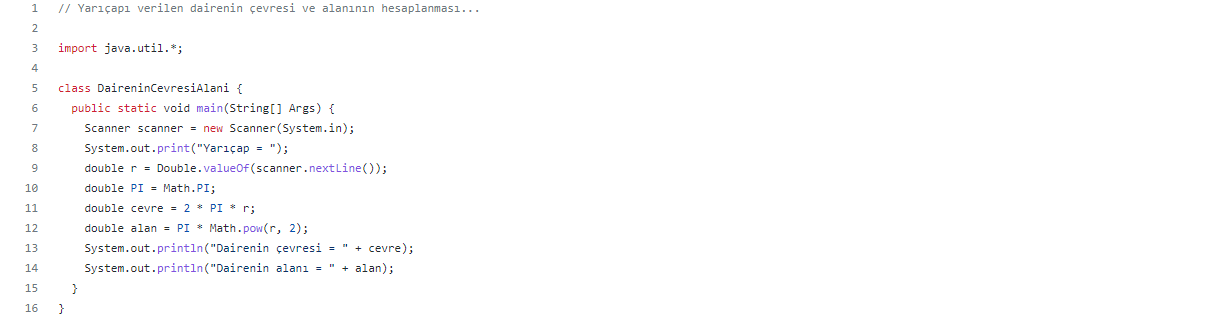 1 // Yarıçapı verilen dairenin çevresi ve alanının hesaplanması...
2
3 import java.util.*;
4
5 class DaireninCevresiAlani {
6 public static void main(String[] Args) {
7 Scanner scanner = new Scanner(System.in);
8 System.out.print("Yarıçap = ");
9 double r = Double.valueOf(scanner.nextLine());
10 double PI = Math.PI;
11 double cevre = 2 * PI * r;
12 double alan = PI * Math.pow(r, 2);
13 System.out.println("Dairenin çevresi = " + cevre);
14 System.out.println("Dairenin alanı = " + alan);
15 }
16 }